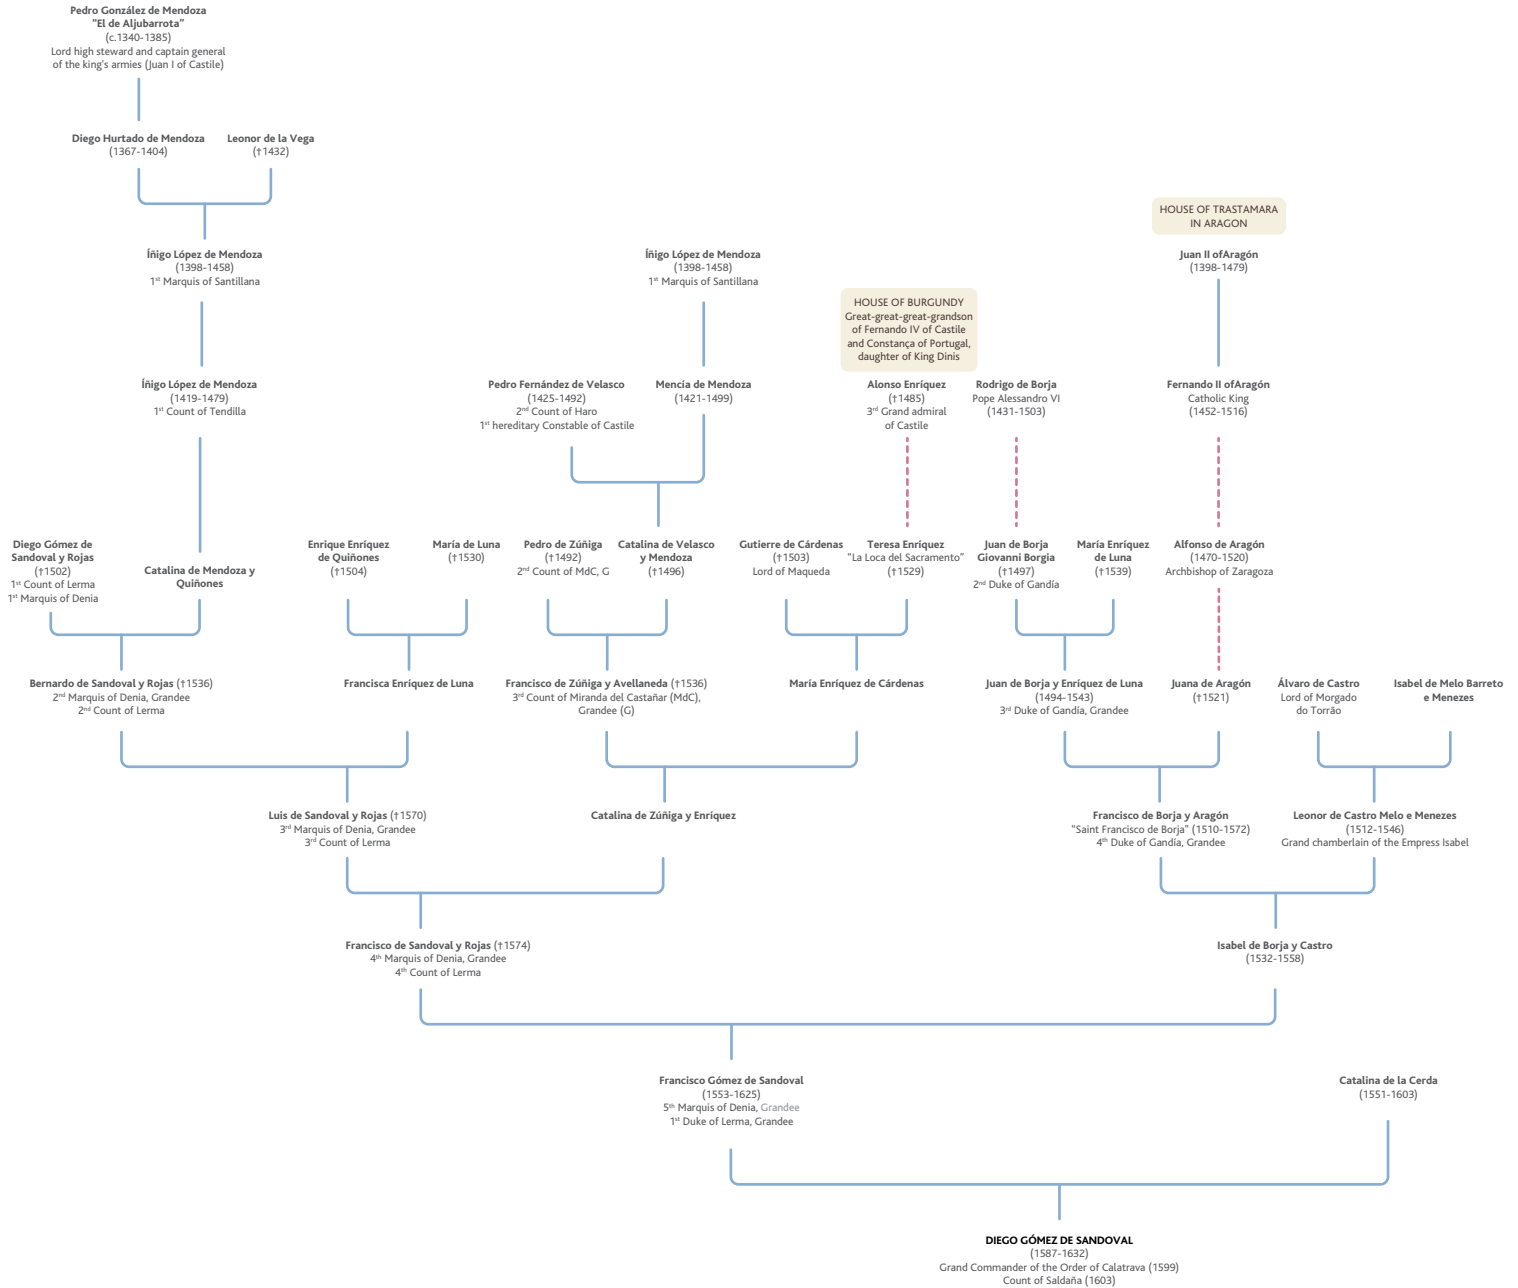 Pedro González de Mendoza
"El de Aljubarrota"
(c.1340-1385)
Lord high steward and captain general
of the king's armies (Juan I of Castile)
Diego Hurtado de Mendoza
(1367-1404)
Leonor de la Vega
(†1432)
Íñigo López de Mendoza
(1398-1458)
1st Marquis of Santillana
Íñigo López de Mendoza
(1398-1458)
1st Marquis of Santillana
HOUSE OF TRASTAMARA
IN ARAGON
Juan II ofAragón
(1398-1479)
HOUSE OF BURGUNDY
Great-great-great-grandson
of Fernando IV of Castile
and Constança of Portugal,
daughter of King Dinis
Íñigo López de Mendoza
(1419-1479)
1st Count of Tendilla
Pedro Fernández de Velasco
(1425-1492)
2nd Count of Haro
1st hereditary Constable of Castile
Mencía de Mendoza
(1421-1499)
Alonso Enríquez
(†1485)
3rd Grand admiral
of Castile
Rodrigo de Borja
Pope Alessandro VI
(1431-1503)
Fernando II ofAragón
Catholic King
(1452-1516)
Diego Gómez de
Sandoval y Rojas
(†1502)
1st Count of Lerma
1st Marquis of Denia
Catalina de Mendoza y
Quiñones
Enrique Enríquez
de Quiñones
(†1504)
María de Luna
(†1530)
Pedro de Zúñiga
(†1492)
2nd Count of MdC, G
Catalina de Velasco
y Mendoza
(†1496)
Gutierre de Cárdenas
(†1503)
Lord of Maqueda
Teresa Enríquez
"La Loca del Sacramento"
(†1529)
Juan de Borja
Giovanni Borgia
(†1497)
2nd Duke of Gandía
María Enríquez
de Luna
(†1539)
Alfonso de Aragón
(1470-1520)
Archbishop of Zaragoza
Bernardo de Sandoval y Rojas (†1536)
2nd Marquis of Denia, Grandee
2nd Count of Lerma
Francisca Enríquez de Luna
Francisco de Zúñiga y Avellaneda (†1536)
3rd Count of Miranda del Castañar (MdC),
Grandee (G)
María Enríquez de Cárdenas
Juan de Borja y Enríquez de Luna
(1494-1543)
3rd Duke of Gandía, Grandee
Juana de Aragón
(†1521)
Álvaro de Castro
Lord of Morgado
do Torrão
Isabel de Melo Barreto
e Menezes
Luis de Sandoval y Rojas (†1570)
3rd Marquis of Denia, Grandee
3rd Count of Lerma
Catalina de Zúñiga y Enríquez
Francisco de Borja y Aragón
"Saint Francisco de Borja" (1510-1572)
4th Duke of Gandía, Grandee
Leonor de Castro Melo e Menezes
(1512-1546)
Grand chamberlain of the Empress Isabel
Francisco de Sandoval y Rojas (†1574)
4th Marquis of Denia, Grandee
4th Count of Lerma
Isabel de Borja y Castro
(1532-1558)
Francisco Gómez de Sandoval
(1553-1625)
5th Marquis of Denia, Grandee
1st Duke of Lerma, Grandee
Catalina de la Cerda
(1551-1603)
DIEGO GÓMEZ DE SANDOVAL
(1587-1632)
Grand Commander of the Order of Calatrava (1599)
Count of Saldaña (1603)